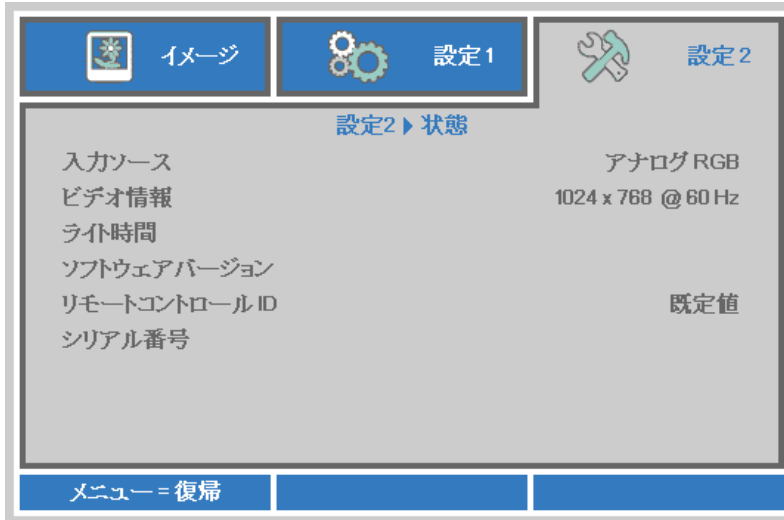 イメージ
設定1
設定2
設定2 ▶ 状態
入力ソース アナログ RGB
ビデオ情報 1024 x 768 @ 60 Hz
ライト時間
ソフトウェアバージョン
リモートコントロール ID 既定値
シリアル番号
メニュー = 復帰